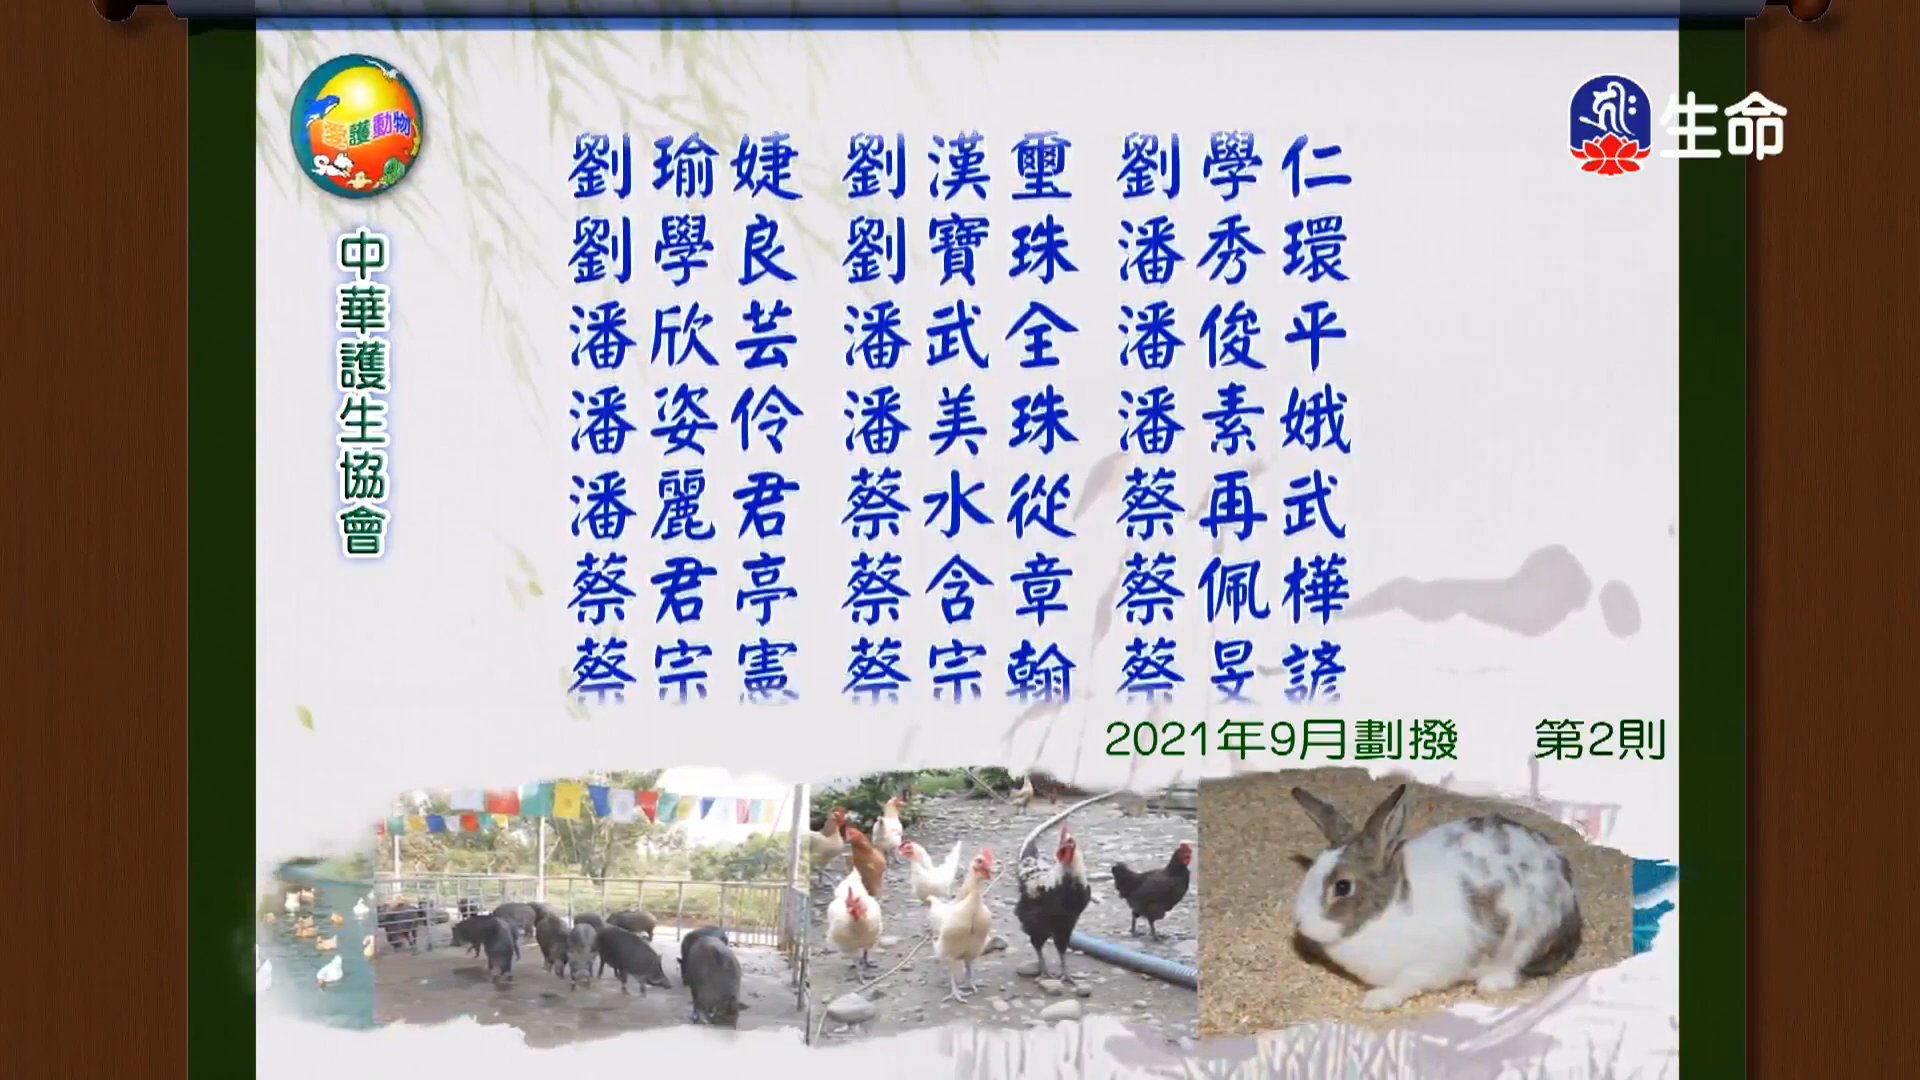 愛護動物
生命
中華護生協會
劉瑜婕 劉漢璽 劉學仁
劉學良 劉寶珠 潘秀環
潘欣芸 潘武全 潘俊平
潘姿伶 潘美珠 潘素娥
潘麗君 蔡水從 蔡再武
蔡君亭 蔡含章 蔡佩樺
蔡宗憲 蔡宗翰 蔡旻諺
2021年9月劃撥 第2則